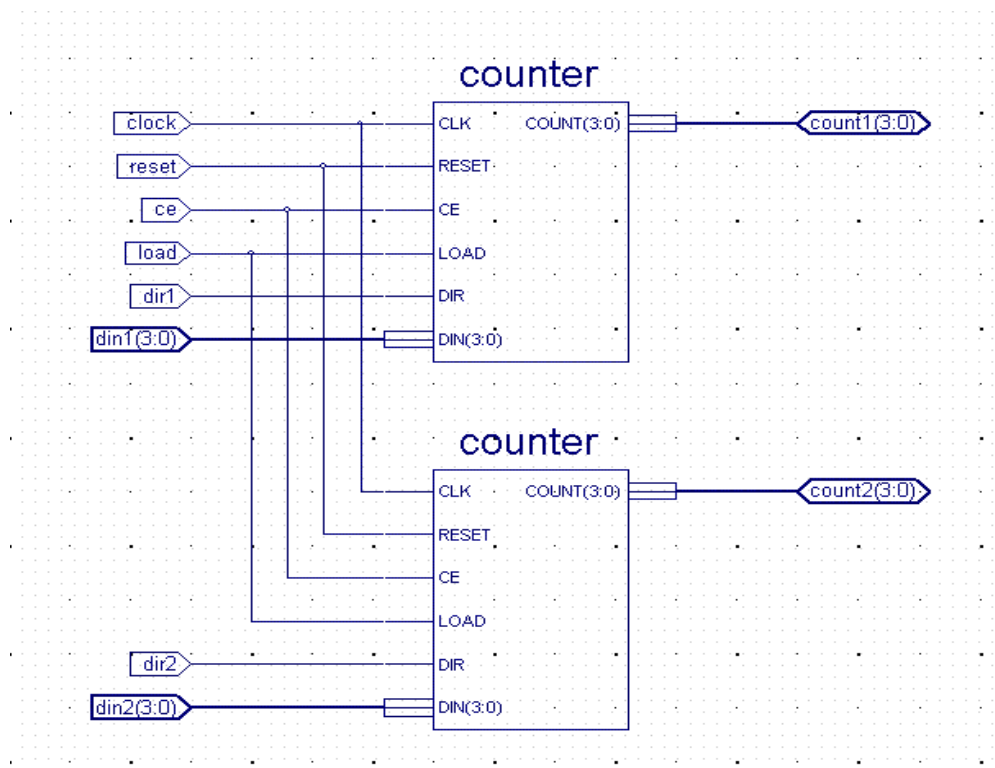 counter
clock
CLK
COUNT(3:0)
count1(3:0)
reset
RESET
ce
CE
load
LOAD
dir1
DIR
din1(3:0)
DIN(3:0)
counter
CLK
COUNT(3:0)
count2(3:0)
RESET
CE
LOAD
dir2
DIR
din2(3:0)
DIN(3:0)